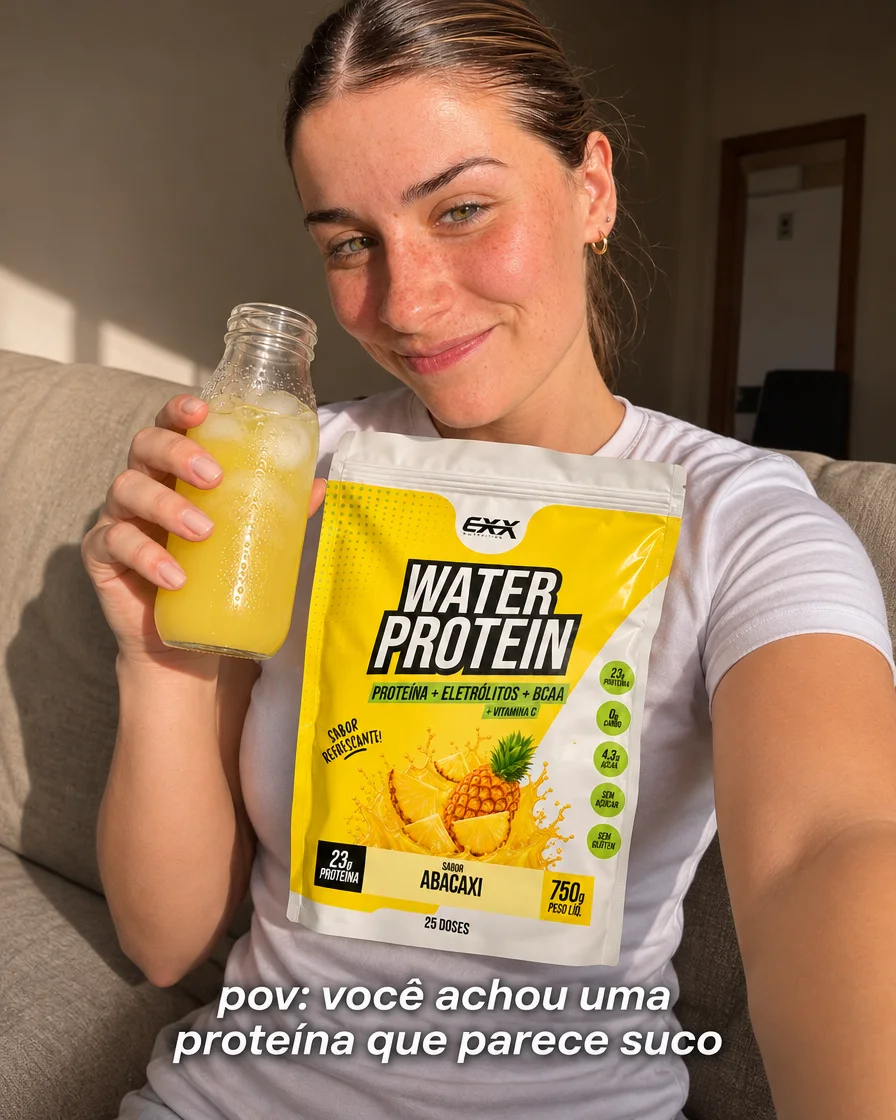 EXX
NUTRITION
WATER
PROTEIN
PROTEÍNA + ELETRÓLITOS + BCAA
+ VITAMINA C
SABOR
REFRESCANTE!
23g
PROTEÍNA
0g
CARBO
4.3g
BCAA
SEM
AÇÚCAR
SEM
GLÚTEN
23g
PROTEÍNA
SABOR
ABACAXI
750g
PESO LÍQ.
25 DOSES
pov: você achou uma
proteína que parece suco